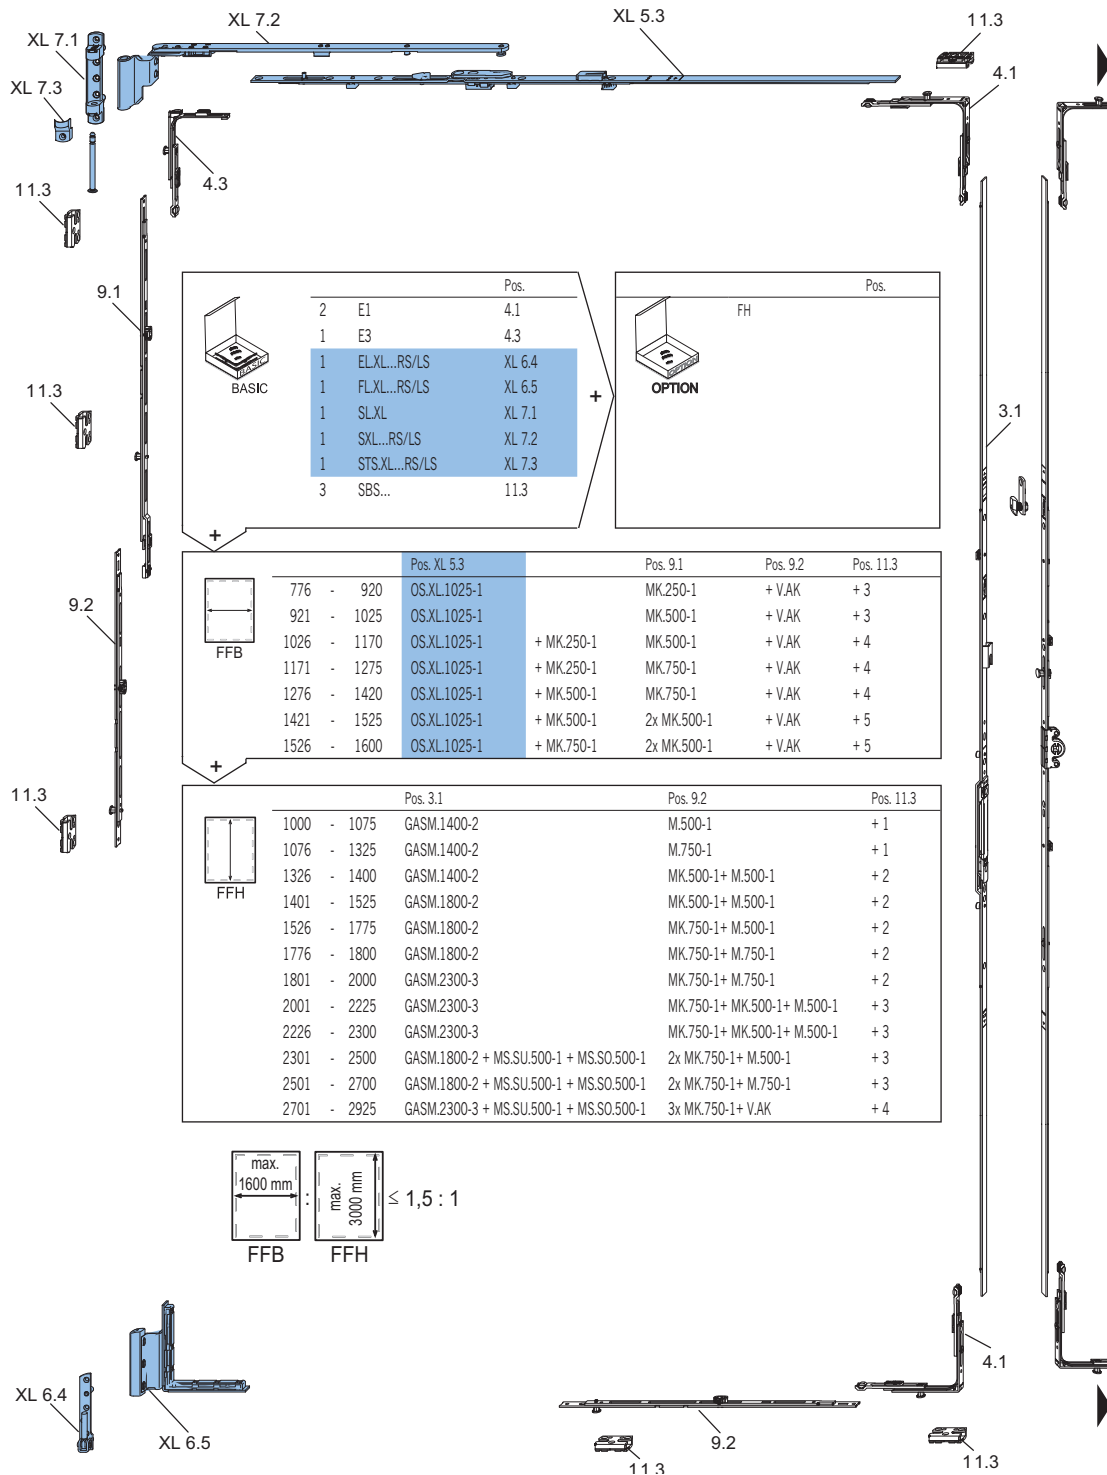 XL 7.2
XL 5.3
11.3
XL 7.1
XL 7.3
4.1
4.3
11.3
9.1
11.3
9.2
11.3
3.1
Pos.
2 E1 4.1
1 E3 4.3
1 EL.XL...RS/LS XL 6.4
1 FL.XL...RS/LS XL 6.5
1 SL.XL XL 7.1
1 SXL...RS/LS XL 7.2
1 STS.XL...RS/LS XL 7.3
3 SBS... 11.3
BASIC
BASIC
+
Pos.
FH
OPTION
OPTION
+
Pos. XL 5.3 Pos. 9.1 Pos. 9.2 Pos. 11.3
776 - 920 OS.XL.1025-1 MK.250-1 + V.AK + 3
921 - 1025 OS.XL.1025-1 MK.500-1 + V.AK + 3
1026 - 1170 OS.XL.1025-1 + MK.250-1 MK.500-1 + V.AK + 4
1171 - 1275 OS.XL.1025-1 + MK.250-1 MK.750-1 + V.AK + 4
1276 - 1420 OS.XL.1025-1 + MK.500-1 MK.750-1 + V.AK + 4
1421 - 1525 OS.XL.1025-1 + MK.500-1 2x MK.500-1 + V.AK + 5
1526 - 1600 OS.XL.1025-1 + MK.750-1 2x MK.500-1 + V.AK + 5
FFB
+
Pos. 3.1 Pos. 9.2 Pos. 11.3
1000 - 1075 GASM.1400-2 M.500-1 + 1
1076 - 1325 GASM.1400-2 M.750-1 + 1
1326 - 1400 GASM.1400-2 MK.500-1+ M.500-1 + 2
1401 - 1525 GASM.1800-2 MK.500-1+ M.500-1 + 2
1526 - 1775 GASM.1800-2 MK.750-1+ M.500-1 + 2
1776 - 1800 GASM.1800-2 MK.750-1+ M.750-1 + 2
1801 - 2000 GASM.2300-3 MK.750-1+ M.750-1 + 2
2001 - 2225 GASM.2300-3 MK.750-1+ MK.500-1+ M.500-1 + 3
2226 - 2300 GASM.2300-3 MK.750-1+ MK.500-1+ M.500-1 + 3
2301 - 2500 GASM.1800-2 + MS.SU.500-1 + MS.SO.500-1 2x MK.750-1+ M.500-1 + 3
2501 - 2700 GASM.1800-2 + MS.SU.500-1 + MS.SO.500-1 2x MK.750-1+ M.750-1 + 3
2701 - 2925 GASM.2300-3 + MS.SU.500-1 + MS.SO.500-1 3x MK.750-1+ V.AK + 4
FFH
max.
1600 mm
:
max.
3000 mm
≤ 1,5 : 1
FFB FFH
XL 6.4
XL 6.5
4.1
9.2
11.3
11.3